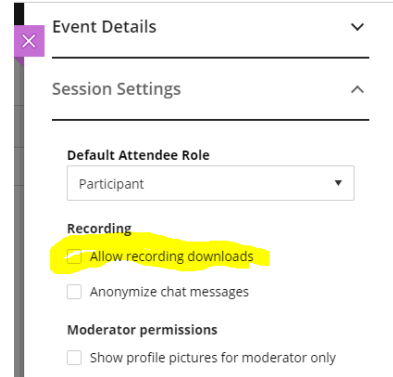 Event Details
Session Settings
Default Attendee Role
Participant
Recording
Allow recording downloads
Anonymize chat messages
Moderator permissions
Show profile pictures for moderator only